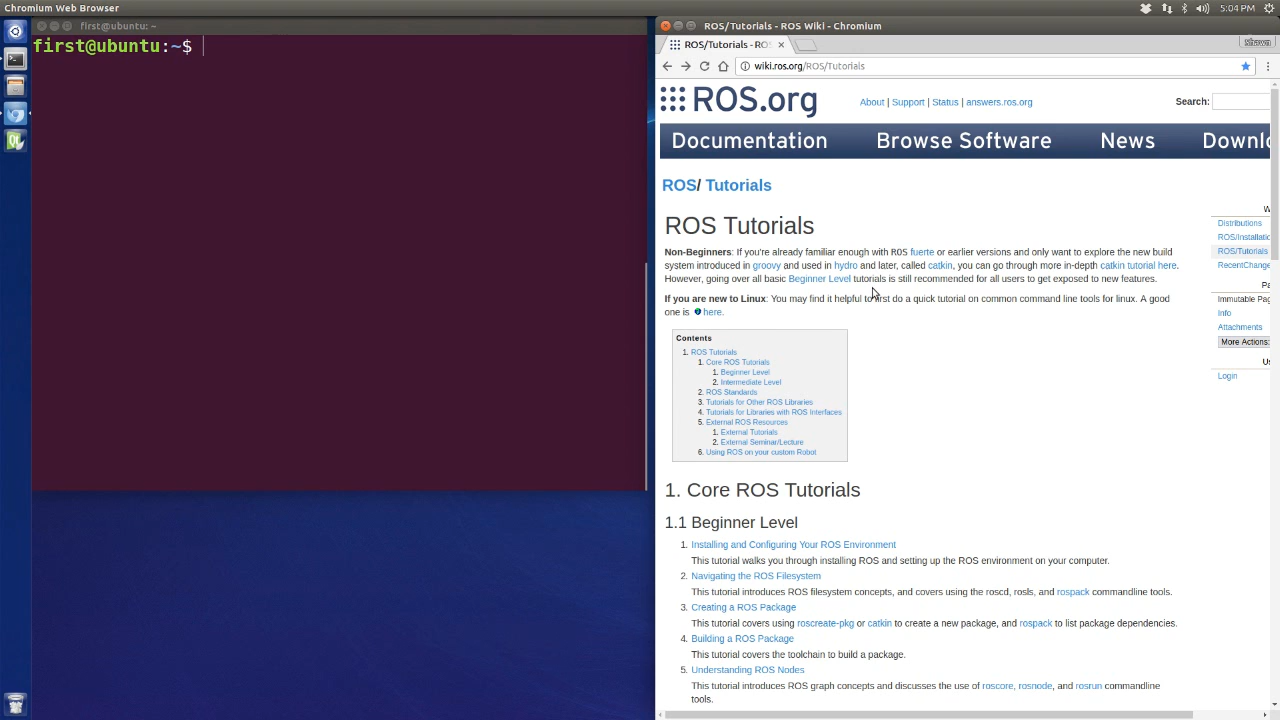 Chromium Web Browser
5:04 PM
first@ubuntu: ~
first@ubuntu:~$
ROS/Tutorials - ROS Wiki - Chromium
ROS/Tutorials - ROS
Shawn
wiki.ros.org/ROS/Tutorials
ROS.org
About | Support | Status | answers.ros.org
Search:
Documentation Browse Software News Downlo
ROS/ Tutorials
ROS Tutorials
Non-Beginners: If you're already familiar enough with ROS fuerte or earlier versions and only want to explore the new build
system introduced in groovy and used in hydro and later, called catkin, you can go through more in-depth catkin tutorial here.
However, going over all basic Beginner Level tutorials is still recommended for all users to get exposed to new features.
If you are new to Linux: You may find it helpful to first do a quick tutorial on common command line tools for linux. A good
one is here.
Contents
1. ROS Tutorials
1. Core ROS Tutorials
1. Beginner Level
2. Intermediate Level
2. ROS Standards
3. Tutorials for Other ROS Libraries
4. Tutorials for Libraries with ROS Interfaces
5. External ROS Resources
1. External Tutorials
2. External Seminar/Lecture
6. Using ROS on your custom Robot
W
Distributions
ROS/Installatio
ROS/Tutorials
RecentChange
Pa
Immutable Pag
Info
Attachments
More Actions:
Us
Login
1. Core ROS Tutorials
1.1 Beginner Level
1. Installing and Configuring Your ROS Environment
This tutorial walks you through installing ROS and setting up the ROS environment on your computer.
2. Navigating the ROS Filesystem
This tutorial introduces ROS filesystem concepts, and covers using the roscd, rosls, and rospack commandline tools.
3. Creating a ROS Package
This tutorial covers using roscreate-pkg or catkin to create a new package, and rospack to list package dependencies.
4. Building a ROS Package
This tutorial covers the toolchain to build a package.
5. Understanding ROS Nodes
This tutorial introduces ROS graph concepts and discusses the use of roscore, rosnode, and rosrun commandline
tools.